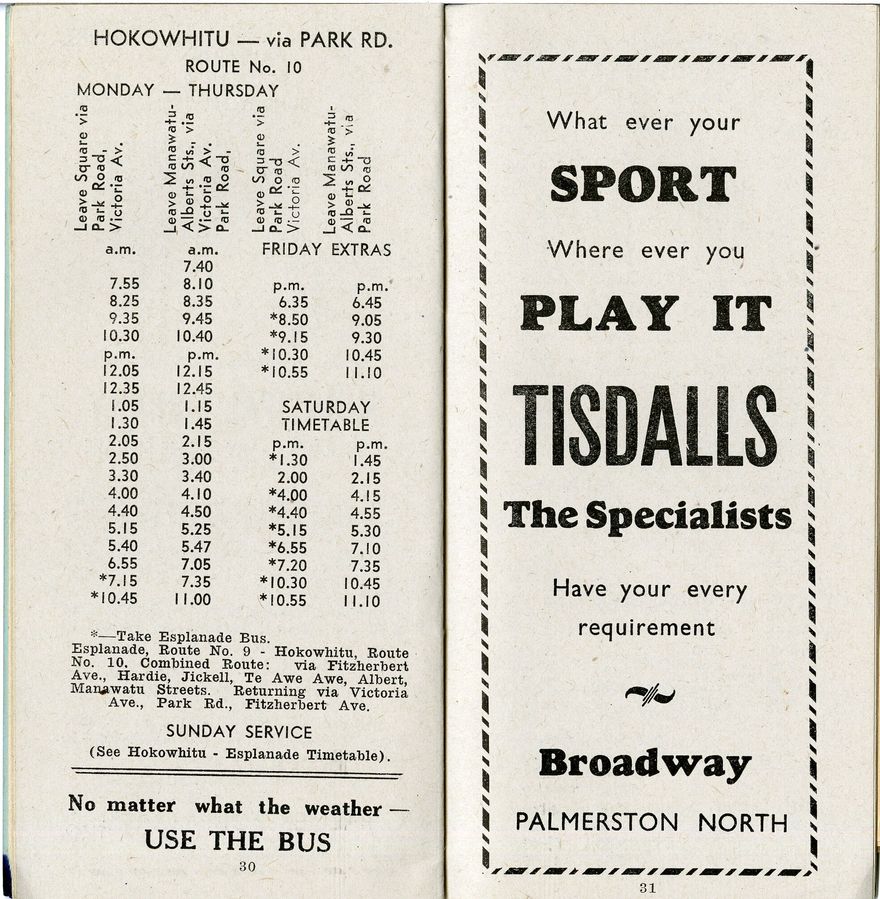 HOKOWHITU — via PARK RD.
ROUTE No. 10
MONDAY — THURSDAY
Leave Square via Park Road, Victoria Av.
Leave Manawatu-Alberts Sts., via Victoria Av. Park Road,
Leave Square via Park Road Victoria Av.
Leave Manawatu-Alberts Sts., via Park Road
a.m. a.m. FRIDAY EXTRAS
7.40
7.55 8.10 p.m. p.m.
8.25 8.35 6.35 6.45
9.35 9.45 *8.50 9.05
10.30 10.40 *9.15 9.30
p.m. p.m. *10.30 10.45
12.05 12.15 *10.55 11.10
12.35 12.45
1.05 1.15 SATURDAY
1.30 1.45 TIMETABLE
2.05 2.15 p.m. p.m.
2.50 3.00 *1.30 1.45
3.30 3.40 2.00 2.15
4.00 4.10 *4.00 4.15
4.40 4.50 *4.40 4.55
5.15 5.25 *5.15 5.30
5.40 5.47 *6.55 7.10
6.55 7.05 *7.20 7.35
*7.15 7.35 *10.30 10.45
*10.45 11.00 *10.55 11.10
*—Take Esplanade Bus.
Esplanade, Route No. 9 - Hokowhitu, Route
No. 10, Combined Route: via Fitzherbert
Ave., Hardie, Jickell, Te Awe Awe, Albert,
Manawatu Streets. Returning via Victoria
Ave., Park Rd., Fitzherbert Ave.
SUNDAY SERVICE
(See Hokowhitu - Esplanade Timetable).
No matter what the weather —
USE THE BUS
30
What ever your
SPORT
Where ever you
PLAY IT
TISDALLS
The Specialists
Have your every
requirement
Broadway
PALMERSTON NORTH
31